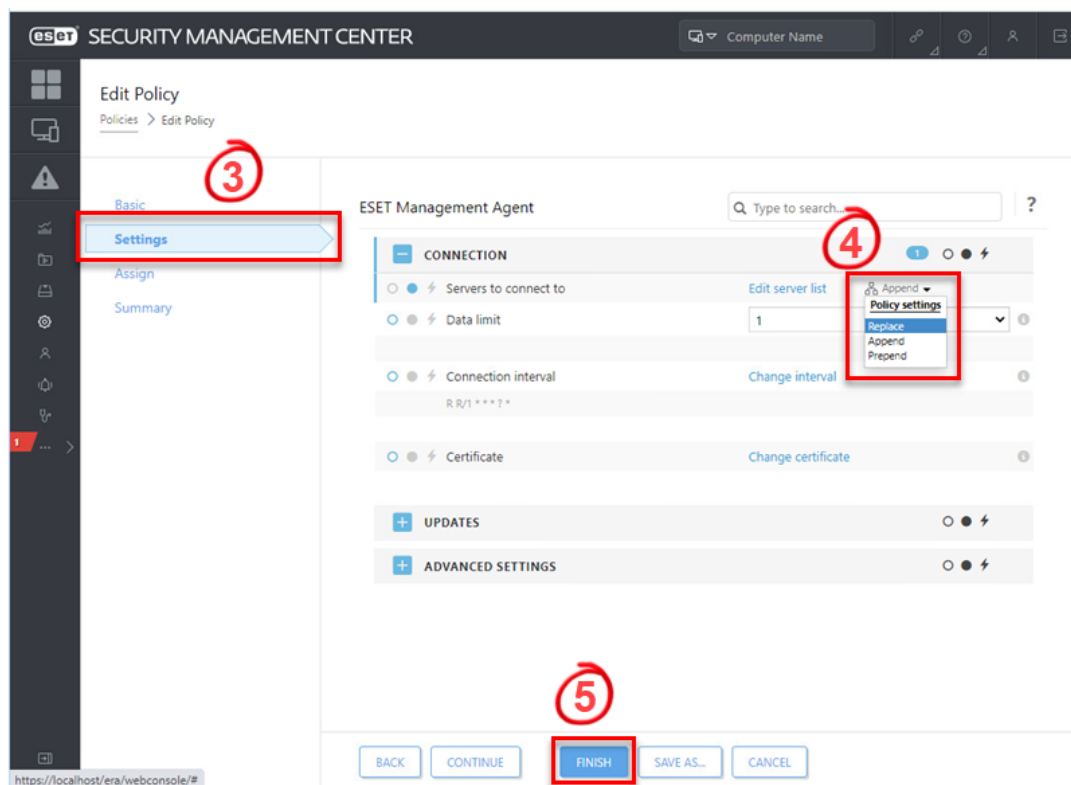 eset SECURITY MANAGEMENT CENTER
Computer Name
Edit Policy
Policies > Edit Policy
3
Basic
Settings
Assign
Summary
ESET Management Agent
Type to search...
?
4
CONNECTION
1
Servers to connect to
Edit server list
Append
Policy settings
Replace
Append
Prepend
Data limit
1
Connection interval
Change interval
R R/1 * * * ? *
Certificate
Change certificate
1
...
UPDATES
ADVANCED SETTINGS
5
BACK
CONTINUE
FINISH
SAVE AS...
CANCEL
https://localhost/era/webconsole/#